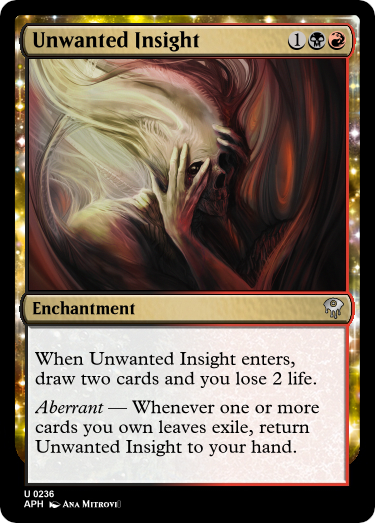 Unwanted Insight 1
Enchantment
When Unwanted Insight enters,
draw two cards and you lose 2 life.
Aberrant — Whenever one or more
cards you own leaves exile, return
Unwanted Insight to your hand.
U 0236
APH Ana Mitrovi